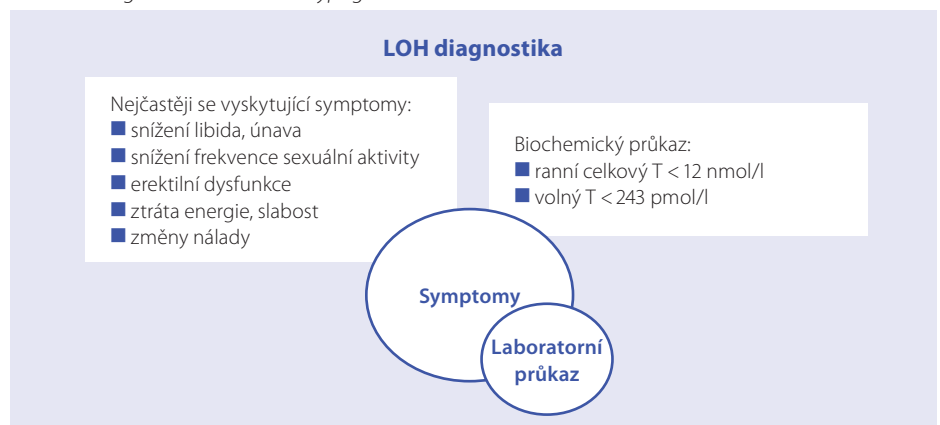 LOH diagnostika
Nejčastěji se vyskytující symptomy:
■ snížení libida, únava
■ snížení frekvence sexuální aktivity
■ erektilní dysfunkce
■ ztráta energie, slabost
■ změny nálady
Biochemický průkaz:
■ ranní celkový T < 12 nmol/l
■ volný T < 243 pmol/l
Symptomy
Laboratorní
průkaz